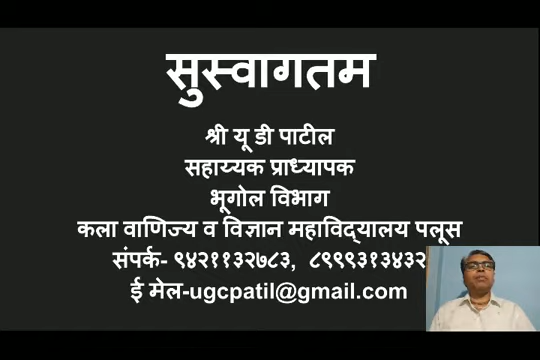 सुस्वागतम
श्री यू डी पाटील
सहाय्यक प्राध्यापक
भूगोल विभाग
कला वाणिज्य व विज्ञान महाविद्यालय पलूस
संपर्क- ९४२११३२७८३, ८९९९३१३४३२
ई मेल-ugcpatil@gmail.com